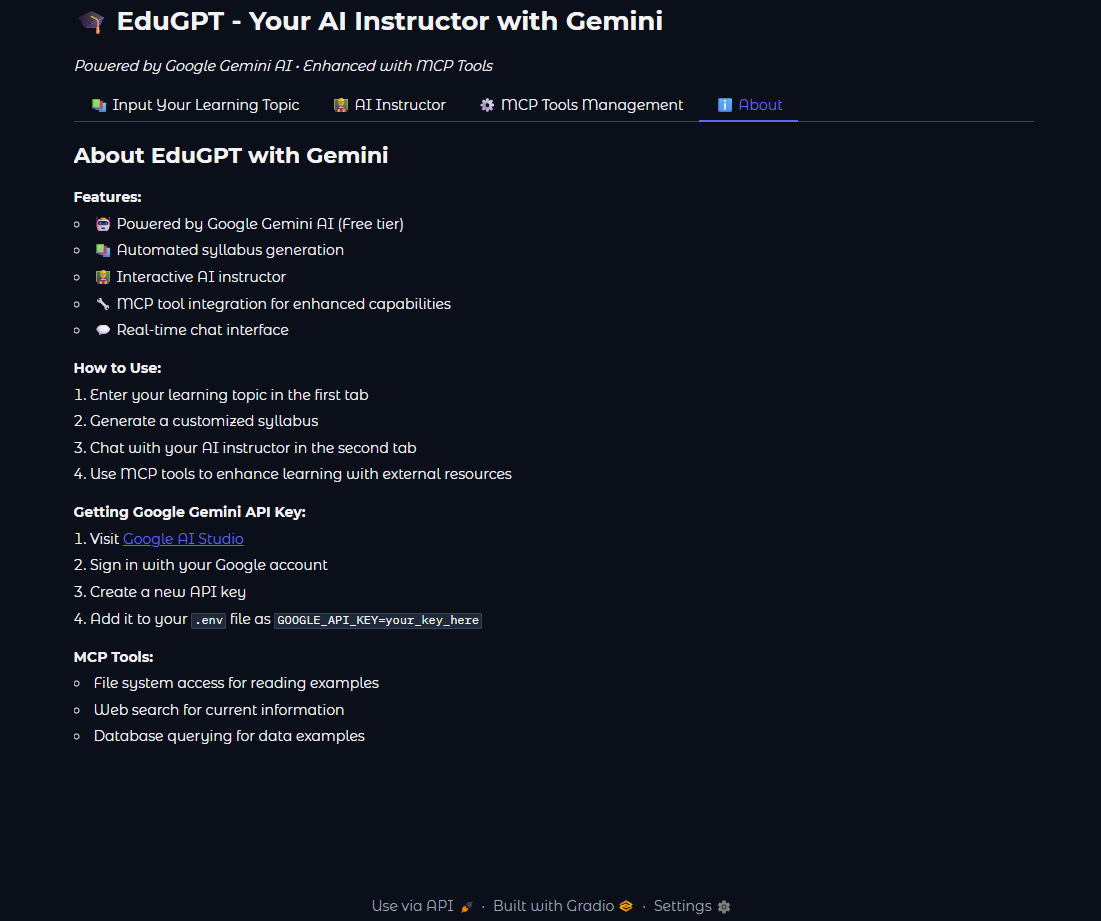 EduGPT - Your AI Instructor with Gemini
Powered by Google Gemini AI • Enhanced with MCP Tools
Input Your Learning Topic
AI Instructor
MCP Tools Management
About
About EduGPT with Gemini
Features:
Powered by Google Gemini AI (Free tier)
Automated syllabus generation
Interactive AI instructor
MCP tool integration for enhanced capabilities
Real-time chat interface
How to Use:
1. Enter your learning topic in the first tab
2. Generate a customized syllabus
3. Chat with your AI instructor in the second tab
4. Use MCP tools to enhance learning with external resources
Getting Google Gemini API Key:
1. Visit Google AI Studio
2. Sign in with your Google account
3. Create a new API key
4. Add it to your .env file as GOOGLE_API_KEY=your_key_here
MCP Tools:
File system access for reading examples
Web search for current information
Database querying for data examples
Use via API · Built with Gradio · Settings